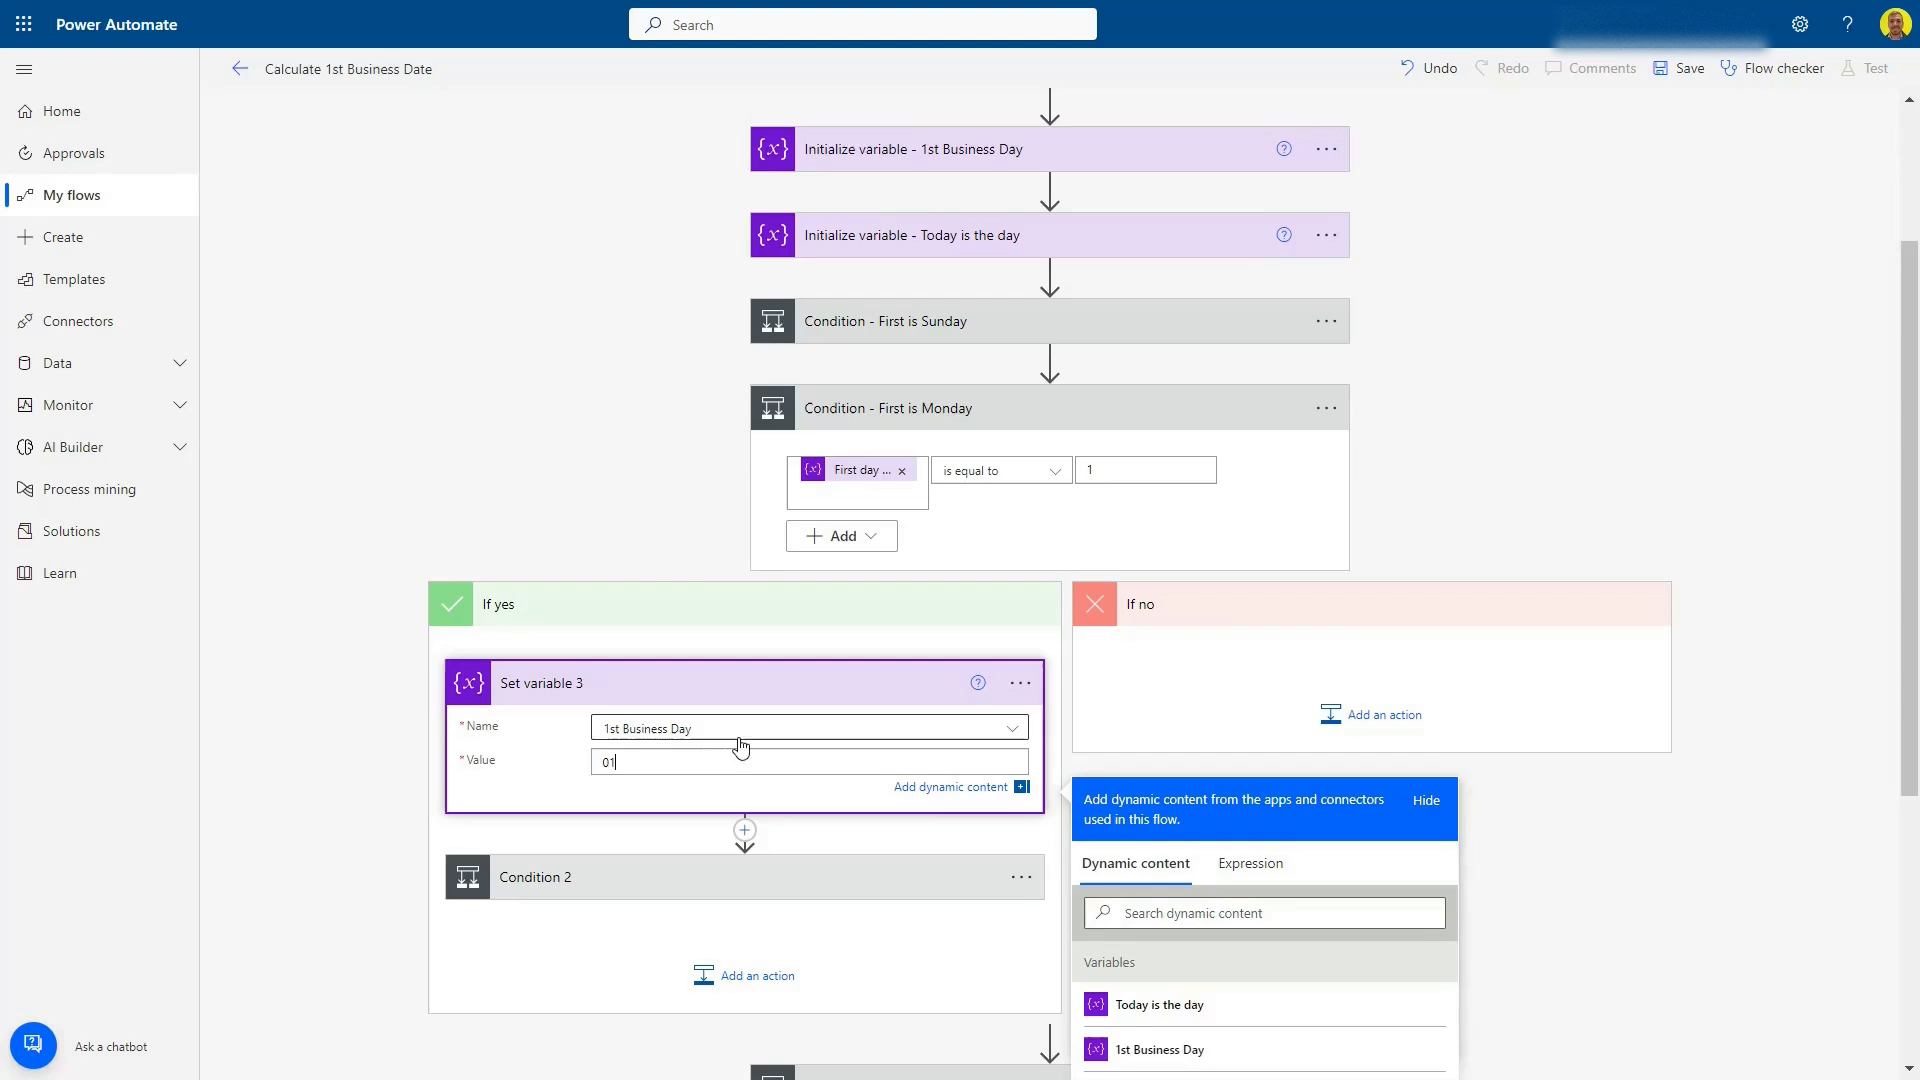 Power Automate
Search
Calculate 1st Business Date
Undo
Redo
Comments
Save
Flow checker
Test
Home
Approvals
My flows
Create
Templates
Connectors
Data
Monitor
AI Builder
Process mining
Solutions
Learn
Ask a chatbot
{x} Initialize variable - 1st Business Day
{x} Initialize variable - Today is the day
Condition - First is Sunday
Condition - First is Monday
{x} First day ... ×
is equal to
1
Add
If yes
If no
{x} Set variable 3
* Name
1st Business Day
* Value
01
Add dynamic content
Condition 2
Add an action
Add an action
Add dynamic content from the apps and connectors
used in this flow.
Hide
Dynamic content
Expression
Search dynamic content
Variables
{x} Today is the day
{x} 1st Business Day